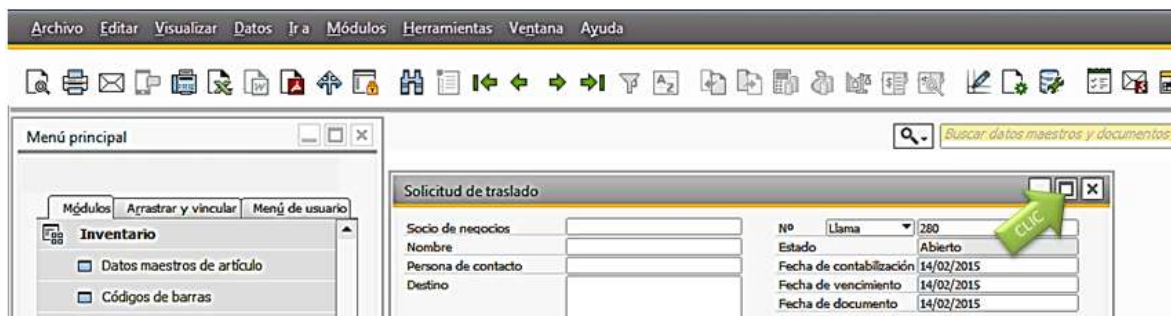 Archivo Editar Visualizar Datos Ir a Módulos Herramientas Ventana Ayuda
Menú principal
Buscar datos maestros y documentos
Módulos Arrastrar y vincular Menú de usuario
Inventario
Datos maestros de artículo
Códigos de barras
Solicitud de traslado
CLIC
Socio de negocios
Nombre
Persona de contacto
Destino
Nº Llama 280
Estado Abierto
Fecha de contabilización 14/02/2015
Fecha de vencimiento 14/02/2015
Fecha de documento 14/02/2015